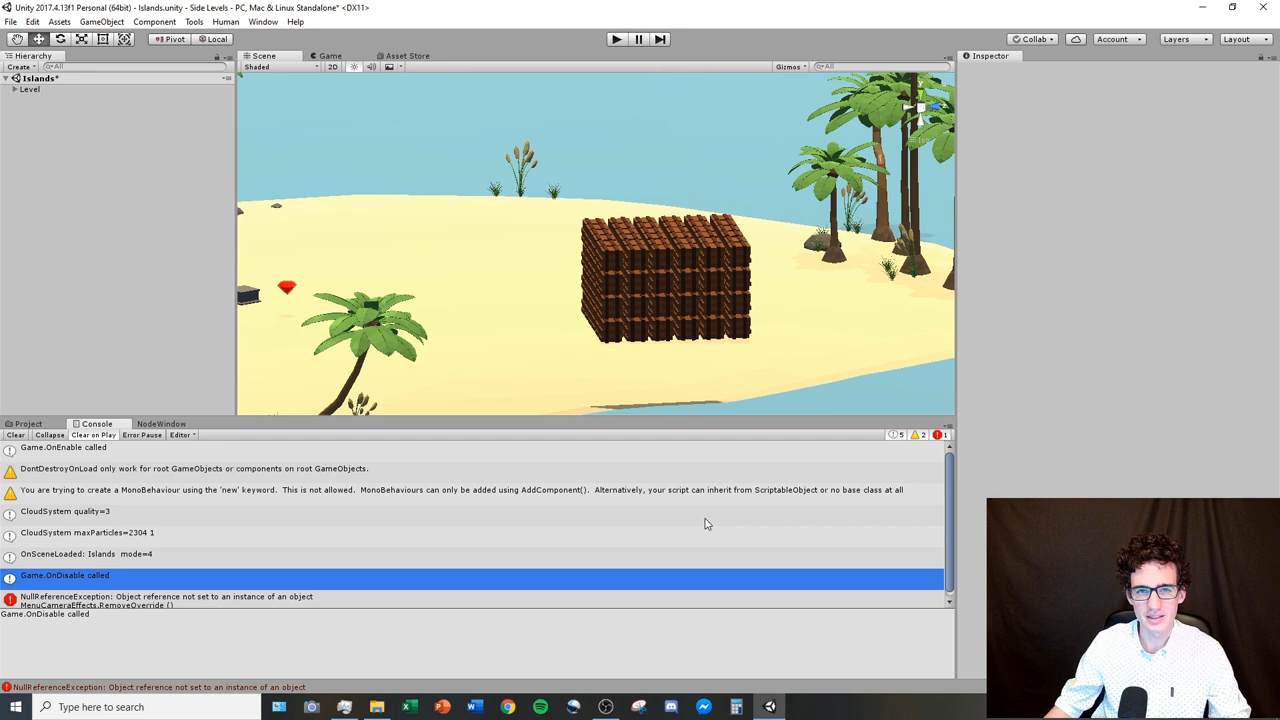 Unity 2017.4.13f1 Personal (64bit) - Islands.unity - Side Levels - PC, Mac & Linux Standalone* <DX11>
File Edit Assets GameObject Component Tools Human Window Help
Pivot Local Collab Account Layers Layout
Hierarchy Scene Game Asset Store Inspector
Create All Shaded 2D Gizmos All
Islands*
Level
Project Console NodeWindow
Clear Collapse Clear on Play Error Pause Editor 5 2 1
Game.OnEnable called
DontDestroyOnLoad only work for root GameObjects or components on root GameObjects.
You are trying to create a MonoBehaviour using the 'new' keyword. This is not allowed. MonoBehaviours can only be added using AddComponent(). Alternatively, your script can inherit from ScriptableObject or no base class at all
CloudSystem quality=3
CloudSystem maxParticles=2304 1
OnSceneLoaded: Islands mode=4
Game.OnDisable called
NullReferenceException: Object reference not set to an instance of an object
MenuCameraEffects.RemoveOverride ()
Game.OnDisable called
NullReferenceException: Object reference not set to an instance of an object
Type here to search